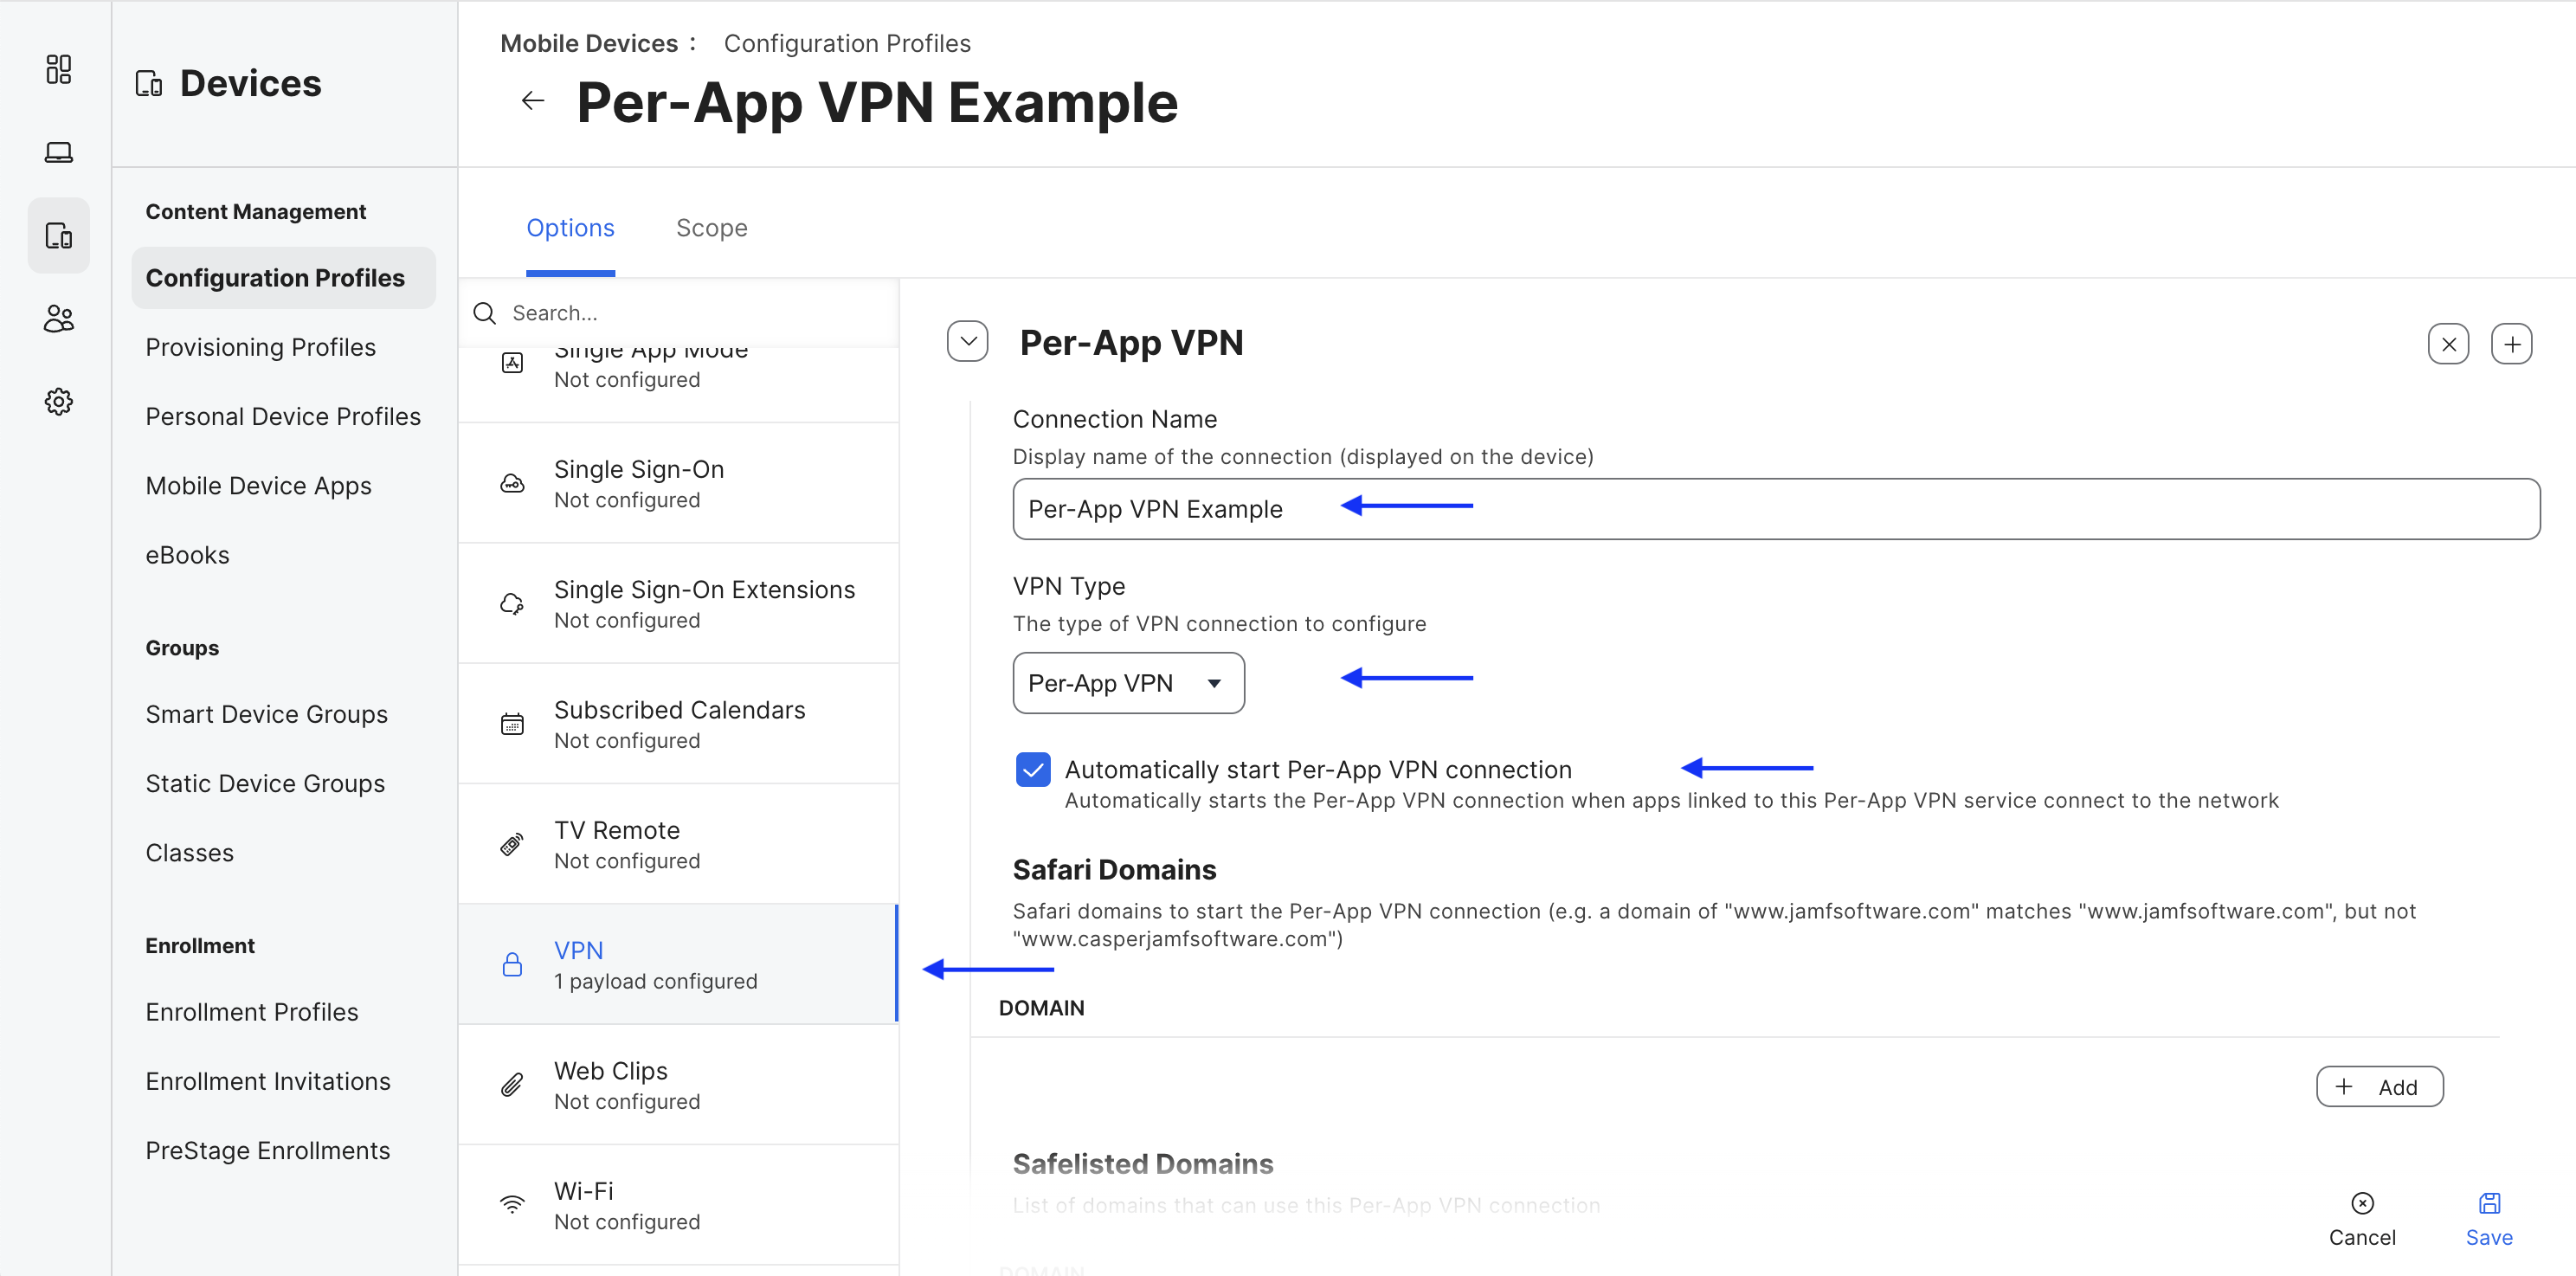 Devices
Content Management
Configuration Profiles
Provisioning Profiles
Personal Device Profiles
Mobile Device Apps
eBooks
Groups
Smart Device Groups
Static Device Groups
Classes
Enrollment
Enrollment Profiles
Enrollment Invitations
PreStage Enrollments
Mobile Devices : Configuration Profiles
Per-App VPN Example
Options Scope
Search...
Single App Mode
Not configured
Single Sign-On
Not configured
Single Sign-On Extensions
Not configured
Subscribed Calendars
Not configured
TV Remote
Not configured
VPN
1 payload configured
Web Clips
Not configured
Wi-Fi
Not configured
Per-App VPN
Connection Name
Display name of the connection (displayed on the device)
Per-App VPN Example
VPN Type
The type of VPN connection to configure
Per-App VPN
Automatically start Per-App VPN connection
Automatically starts the Per-App VPN connection when apps linked to this Per-App VPN service connect to the network
Safari Domains
Safari domains to start the Per-App VPN connection (e.g. a domain of "www.jamfsoftware.com" matches "www.jamfsoftware.com", but not
"www.casperjamfsoftware.com")
DOMAIN
Add
Safelisted Domains
List of domains that can use this Per-App VPN connection
DOMAIN
Cancel Save